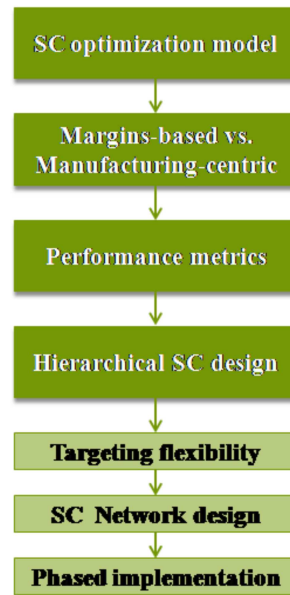 SC optimization model
Margins-based vs.
Manufacturing-centric
Performance metrics
Hierarchical SC design
Targeting flexibility
SC Network design
Phased implementation